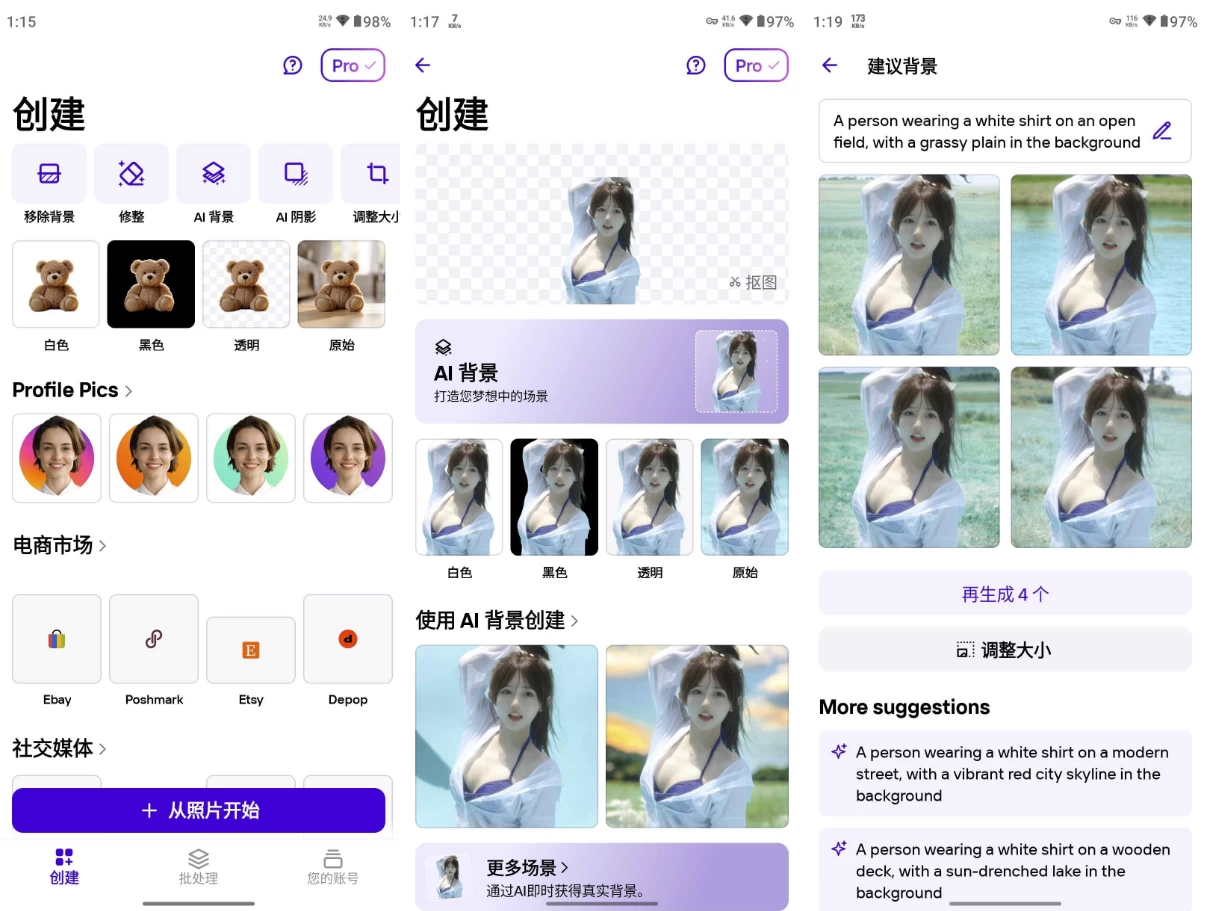 1:15
24.9
KB/s
98%
Pro
创建
移除背景
修整
AI 背景
AI 阴影
调整大小
白色
黑色
透明
原始
Profile Pics
电商市场
E
d
Ebay
Poshmark
Etsy
Depop
社交媒体
+ 从照片开始
创建
批处理
您的账号
1:17
7
KB/s
41.6
KB/s
97%
Pro
创建
抠图
AI 背景
打造您梦想中的场景
白色
黑色
透明
原始
使用 AI 背景创建
更多场景
通过AI即时获得真实背景。
1:19
173
KB/s
116
KB/s
97%
建议背景
A person wearing a white shirt on an open
field, with a grassy plain in the background
再生成 4 个
调整大小
More suggestions
A person wearing a white shirt on a modern
street, with a vibrant red city skyline in the
background
A person wearing a white shirt on a wooden
deck, with a sun-drenched lake in the
background